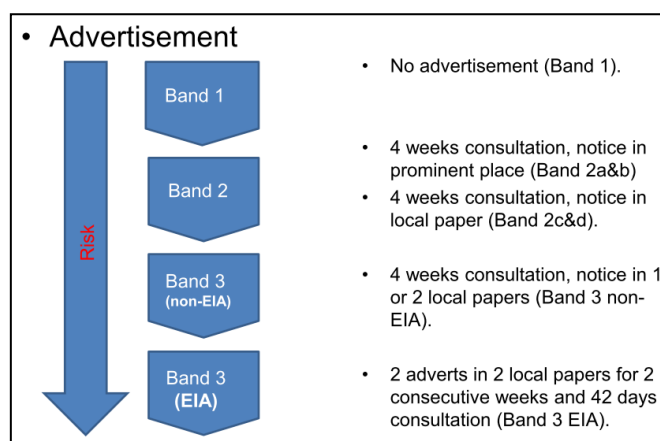 • Advertisement
Risk
Band 1
• No advertisement (Band 1).
Band 2
• 4 weeks consultation, notice in
prominent place (Band 2a&b)
• 4 weeks consultation, notice in
local paper (Band 2c&d).
Band 3
(non-EIA)
• 4 weeks consultation, notice in 1
or 2 local papers (Band 3 non-
EIA).
Band 3
(EIA)
• 2 adverts in 2 local papers for 2
consecutive weeks and 42 days
consultation (Band 3 EIA).